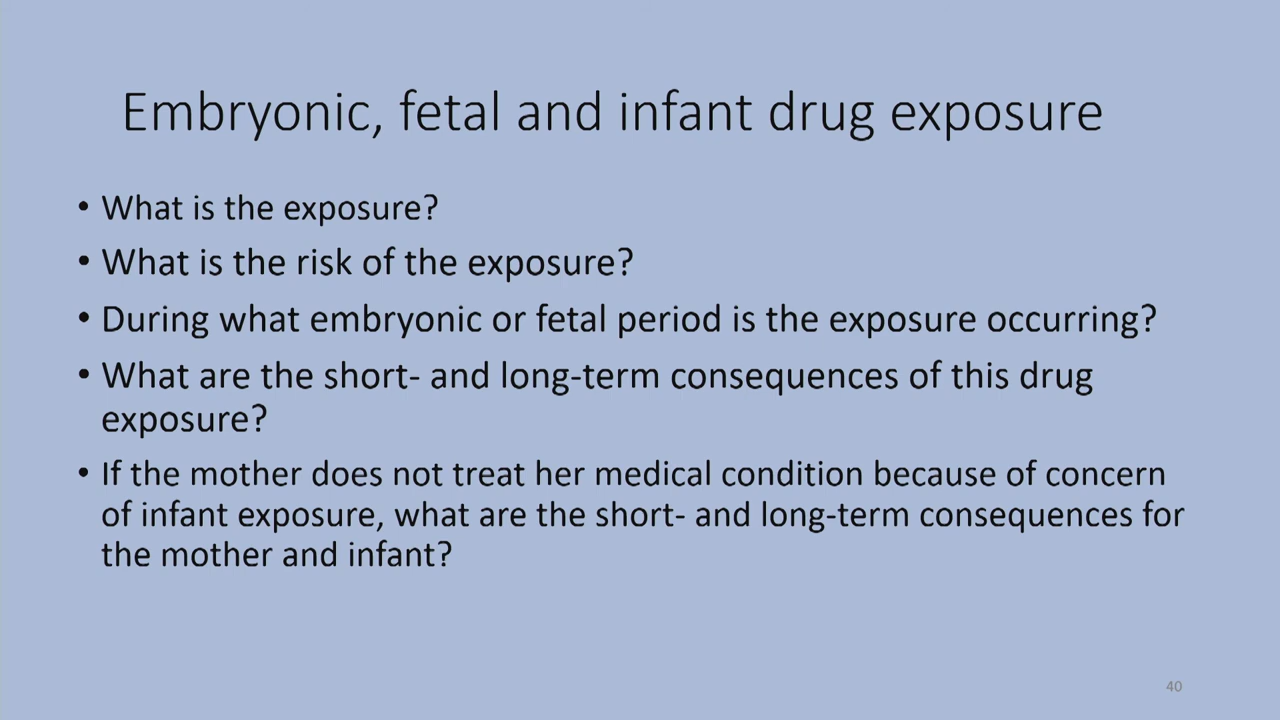 Embryonic, fetal and infant drug exposure
• What is the exposure?
• What is the risk of the exposure?
• During what embryonic or fetal period is the exposure occurring?
• What are the short- and long-term consequences of this drug
exposure?
• If the mother does not treat her medical condition because of concern
of infant exposure, what are the short- and long-term consequences for
the mother and infant?
40